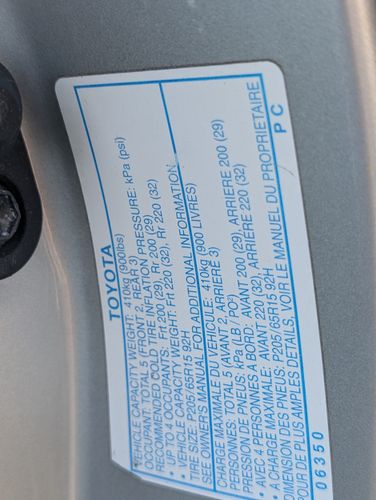 TOYOTA
• VEHICLE CAPACITY WEIGHT: 410kg (900lbs)
OCCUPANT: TOTAL 5 (FRONT 2, REAR 3)
RECOMMENDED COLD TIRE INFLATION PRESSURE: kPa (psi)
• UP TO 4 OCCUPANTS: Frt 200 (29), Rr 200 (29)
VEHICLE CAPACITY WEIGHT: Frt 220 (32), Rr 220 (32)
TIRE SIZE: P205/65R15 92H
SEE OWNER'S MANUAL FOR ADDITIONAL INFORMATION
CHARGE MAXIMALE DU VÉHICULE: 410kg (900 LIVRES)
PERSONNES: TOTAL 5 (AVANT 2, ARRIERE 3)
PRESSION DE PNEUS: kPa (LB / PO²)
• AVEC 4 PERSONNES A BORD: AVANT 200 (29), ARRIERE 200 (29)
• A CHARGE MAXIMALE: AVANT 220 (32), ARRIERE 220 (32)
DIMENSION DES PNEUS: P205/65R15 92H
POUR DE PLUS AMPLES DETAILS, VOIR LE MANUEL DU PROPRIETAIRE
06350 P C